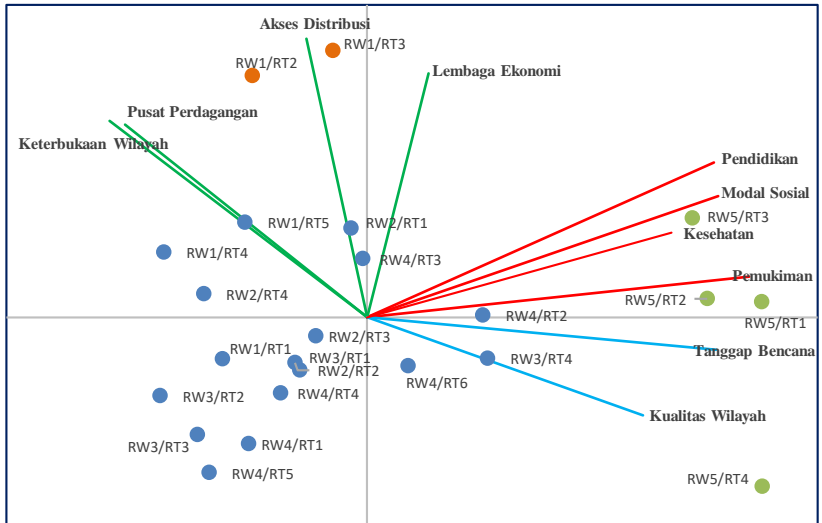 Akses Distribusi
RW1/RT3
RW1/RT2
Lembaga Ekonomi
Pusat Perdagangan
Keterbukaan Wilayah
Pendidikan
Modal Sosial
RW5/RT3
RW1/RT5
RW2/RT1
Kesehatan
RW1/RT4
RW4/RT3
Pemukiman
RW2/RT4
RW5/RT2
RW4/RT2
RW5/RT1
RW2/RT3
RW1/RT1
Tanggap Bencana
RW3/RT1
RW3/RT4
RW2/RT2
RW4/RT6
RW3/RT2
RW4/RT4
Kualitas Wilayah
RW3/RT3
RW4/RT1
RW4/RT5
RW5/RT4